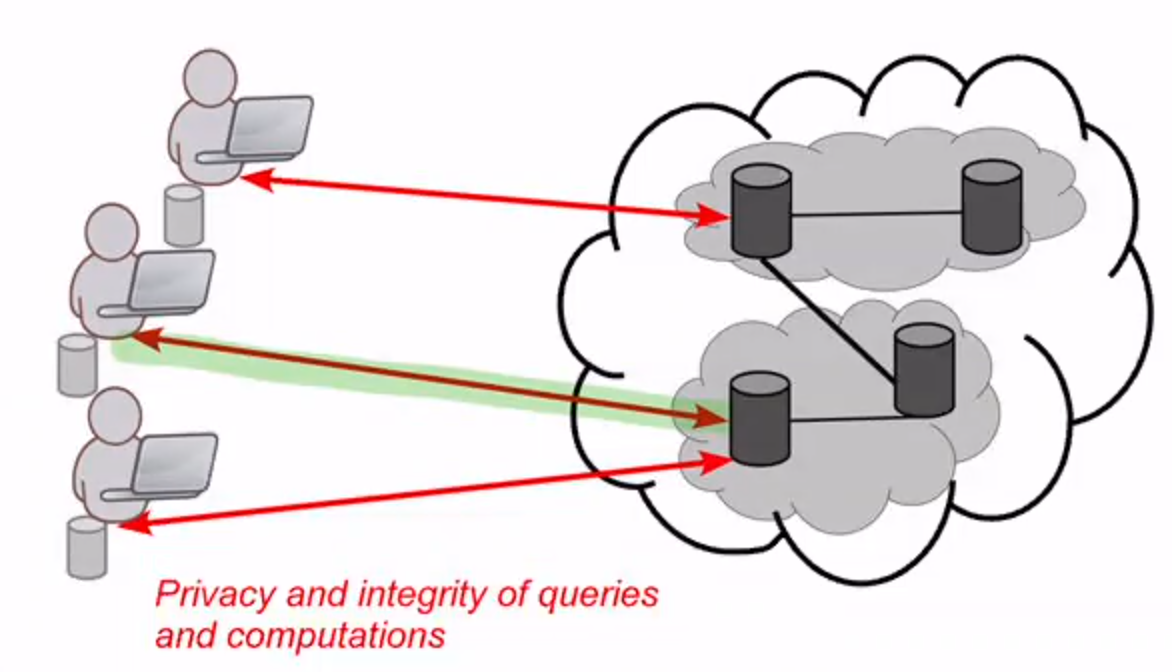 Privacy and integrity of queries
and computations